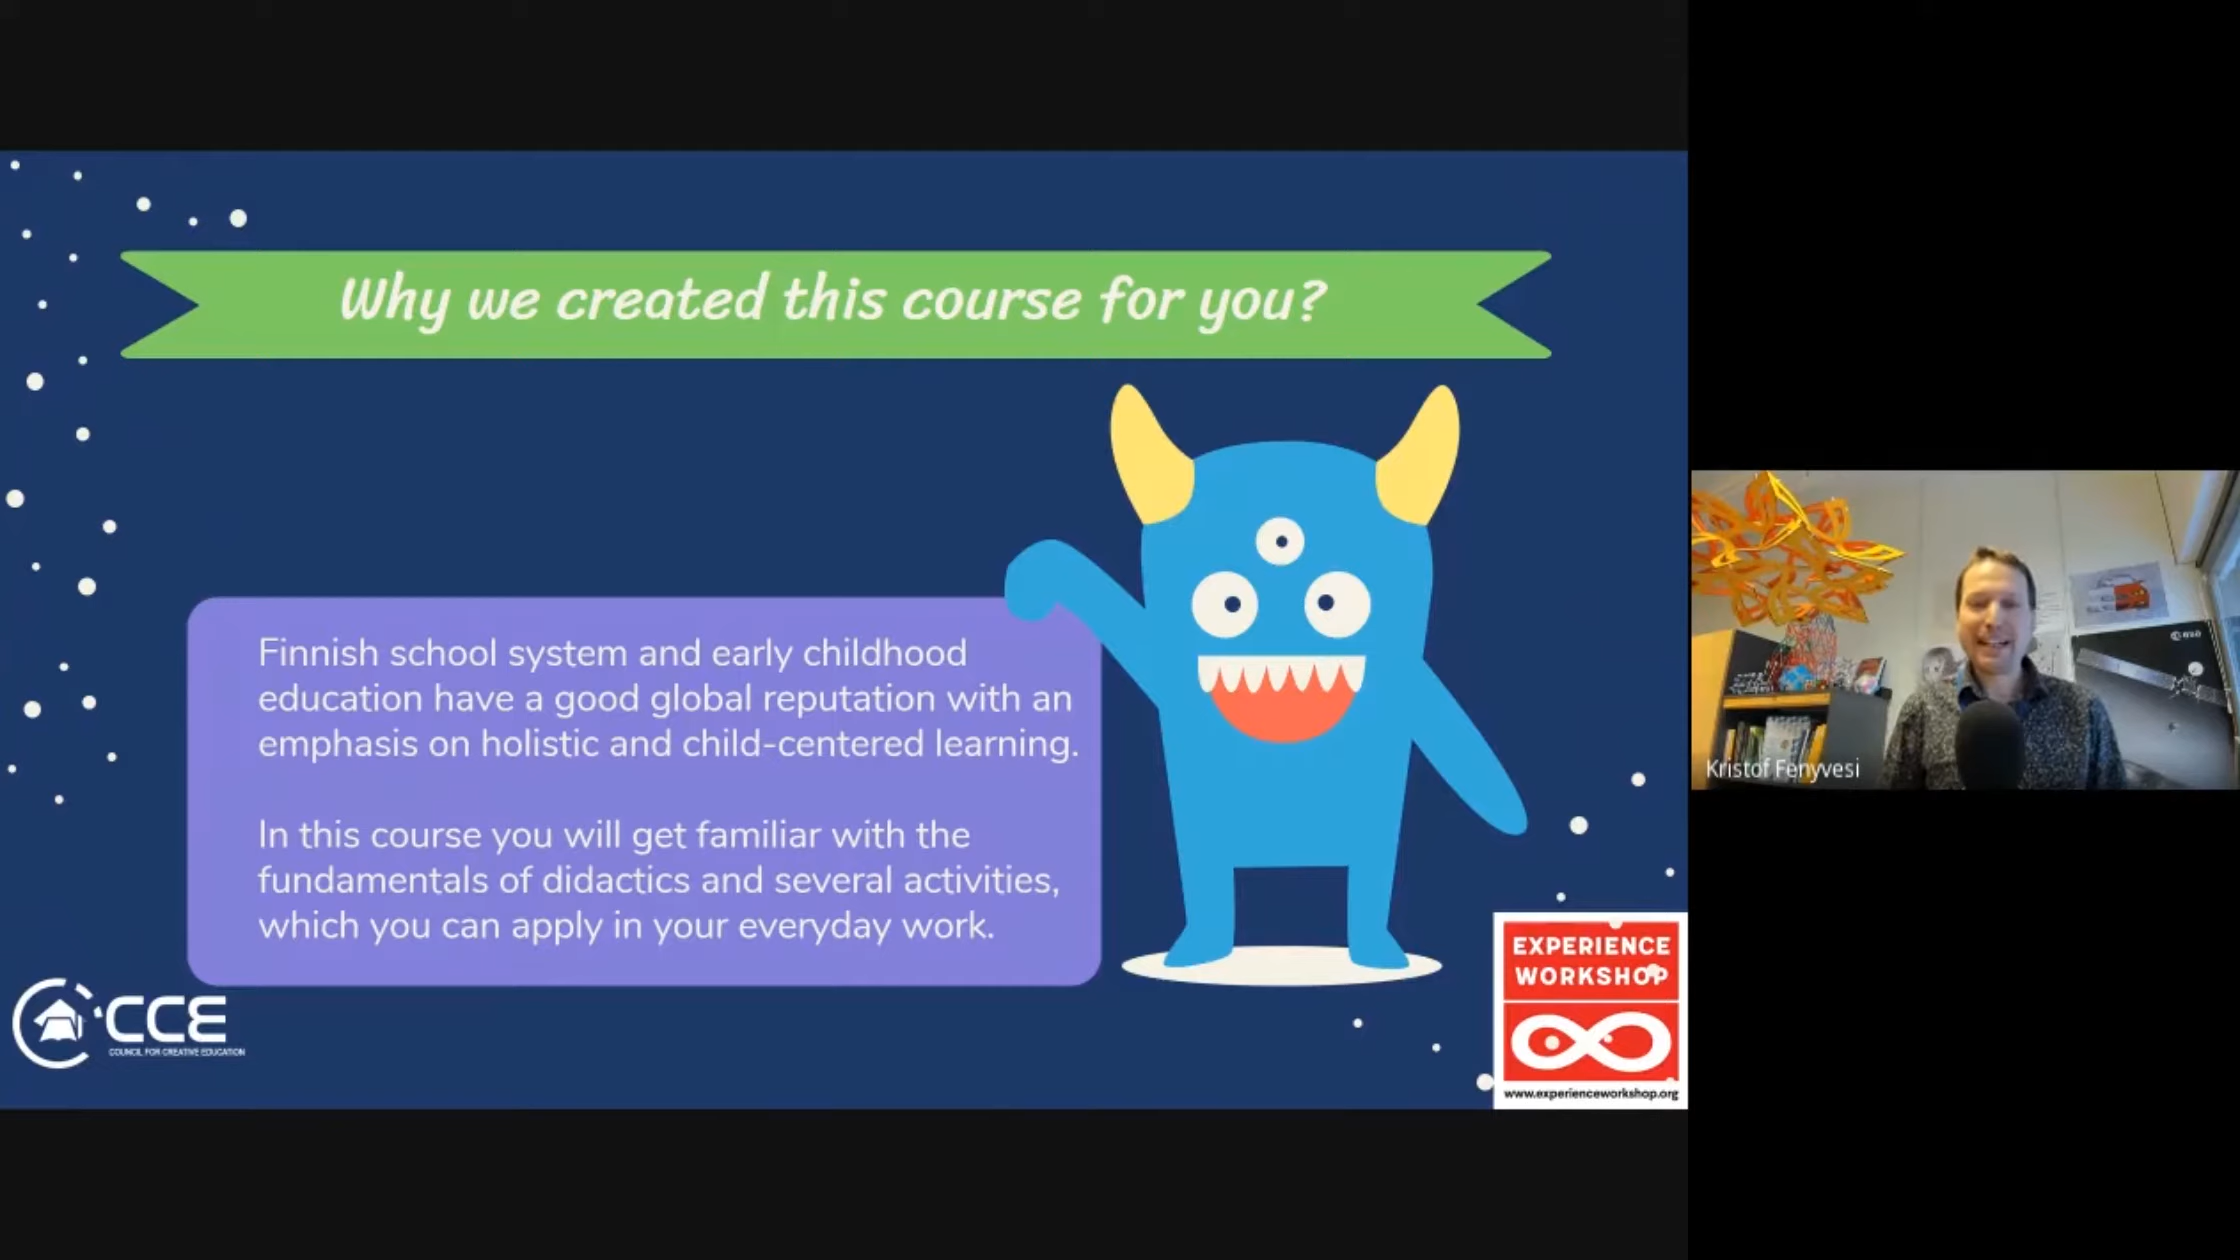 Why we created this course for you?
Finnish school system and early childhood
education have a good global reputation with an
emphasis on holistic and child-centered learning.
In this course you will get familiar with the
fundamentals of didactics and several activities,
which you can apply in your everyday work.
CCE
COUNCIL FOR CREATIVE EDUCATION
EXPERIENCE
WORKSHOP
www.experienceworkshop.org
esa
Kristof Fenyvesi